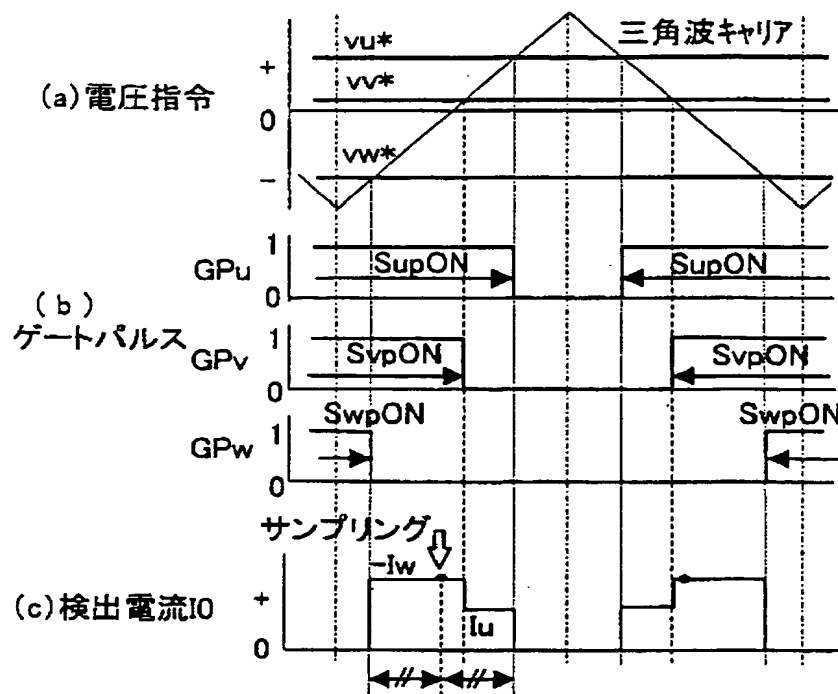 三角波キャリア
vu*
+
vv*
(a)電圧指令
0
vw*
−
1
GPu
SupON
SupON
0
(b)
ゲートパルス
1
GPv
SvpON
SvpON
0
SwpON
SwpON
1
GPw
0
サンプリング
-Iw
+
(c)検出電流I0
Iu
0